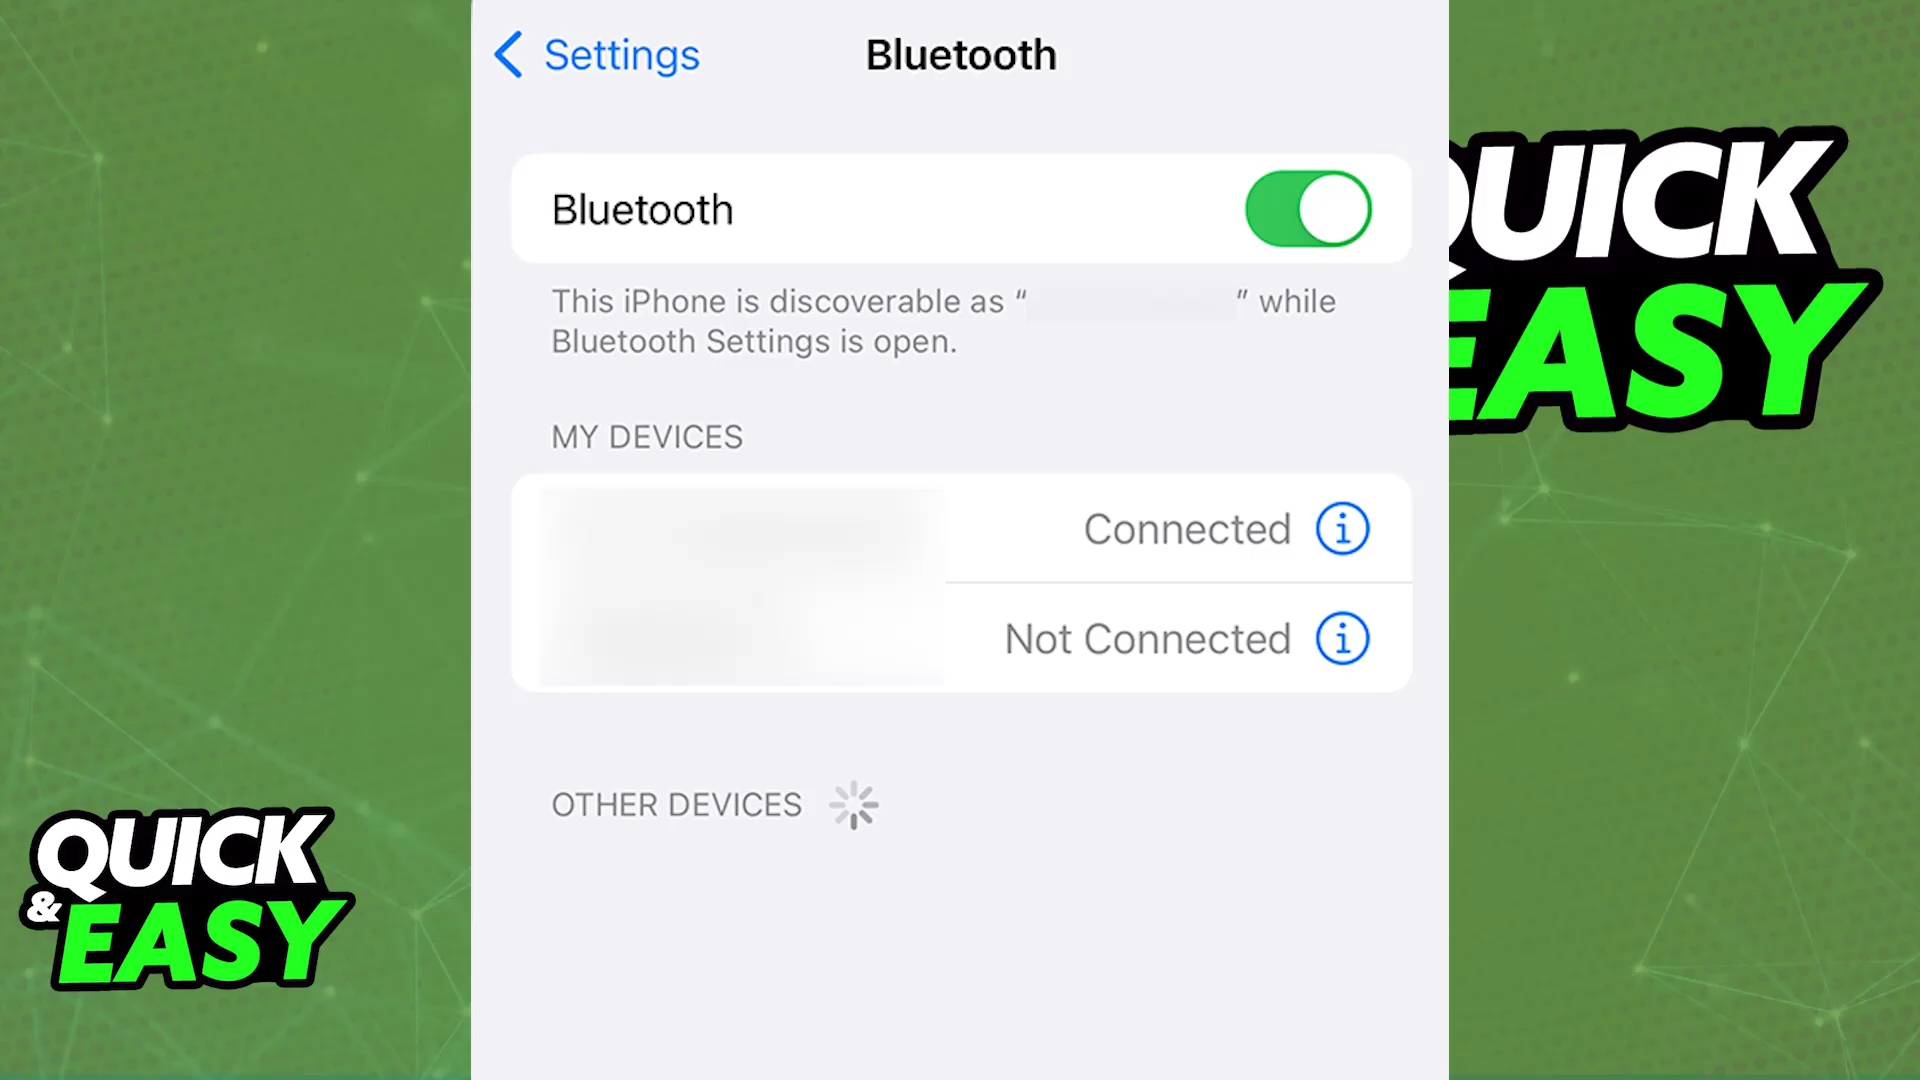 Settings
Bluetooth
Bluetooth
This iPhone is discoverable as “ ” while
Bluetooth Settings is open.
MY DEVICES
Connected
Not Connected
OTHER DEVICES
QUICK
EASY
QUICK
& EASY